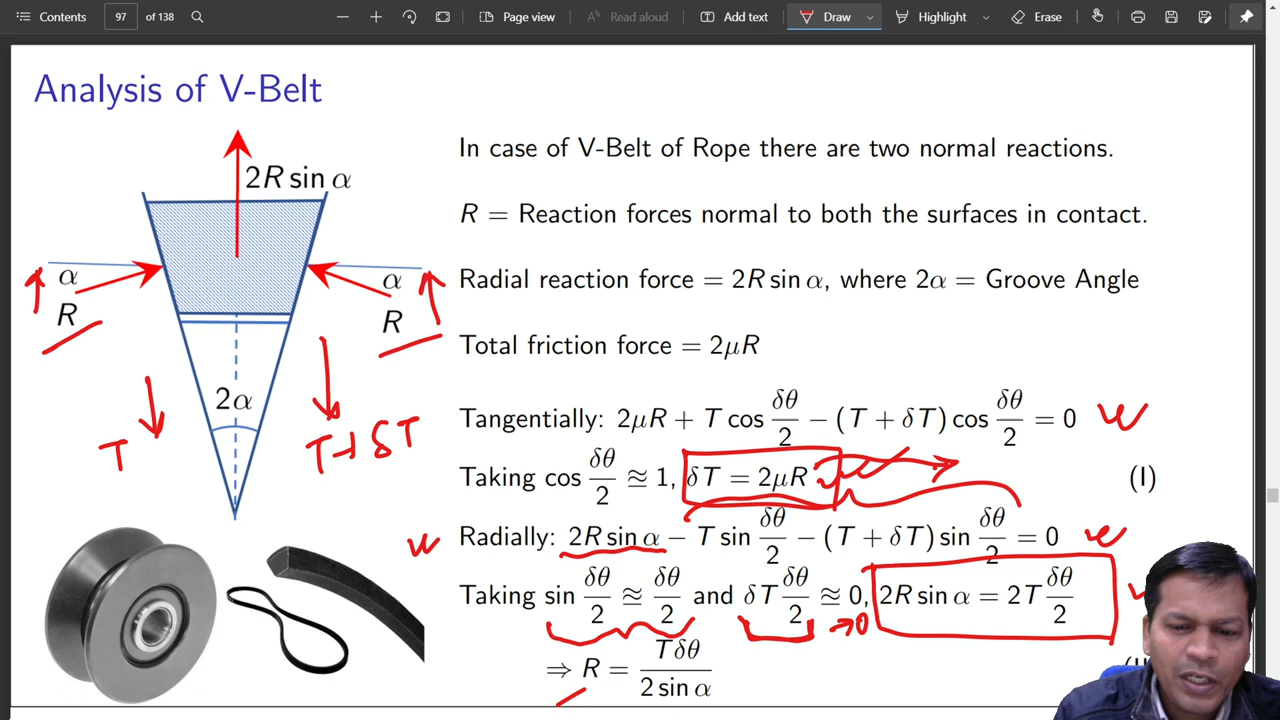 Contents 97 of 138 Page view Read aloud Add text Draw Highlight Erase
Analysis of V-Belt
2R sin α
α
R
α
R
2α
T
T + δT
In case of V-Belt of Rope there are two normal reactions.
R = Reaction forces normal to both the surfaces in contact.
Radial reaction force = 2R sin α, where 2α = Groove Angle
Total friction force = 2μR
Tangentially: 2μR + T cos δθ/2 − (T + δT) cos δθ/2 = 0
Taking cos δθ/2 ≅ 1, δT = 2μR (I)
Radially: 2R sin α − T sin δθ/2 − (T + δT) sin δθ/2 = 0
Taking sin δθ/2 ≅ δθ/2 and δT δθ/2 ≅ 0, 2R sin α = 2T δθ/2
→0
⇒ R = Tδθ/2 sin α